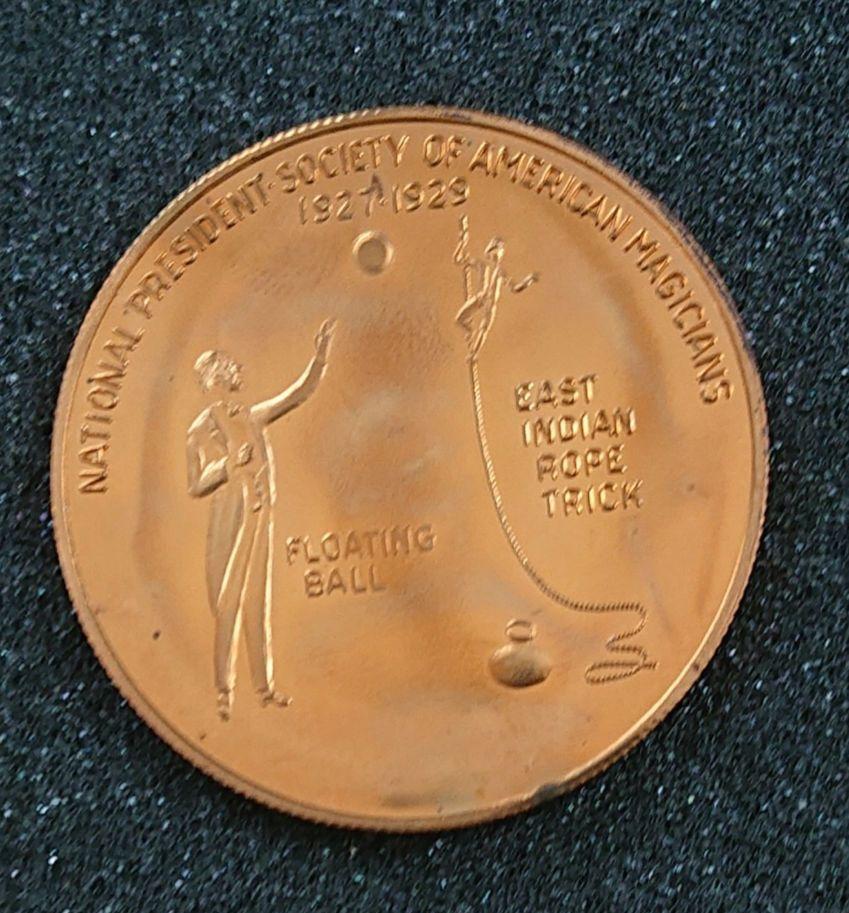 NATIONAL PRESIDENT·SOCIETY OF AMERICAN MAGICIANS
1927·1929
EAST
INDIAN
ROPE
TRICK
FLOATING
BALL